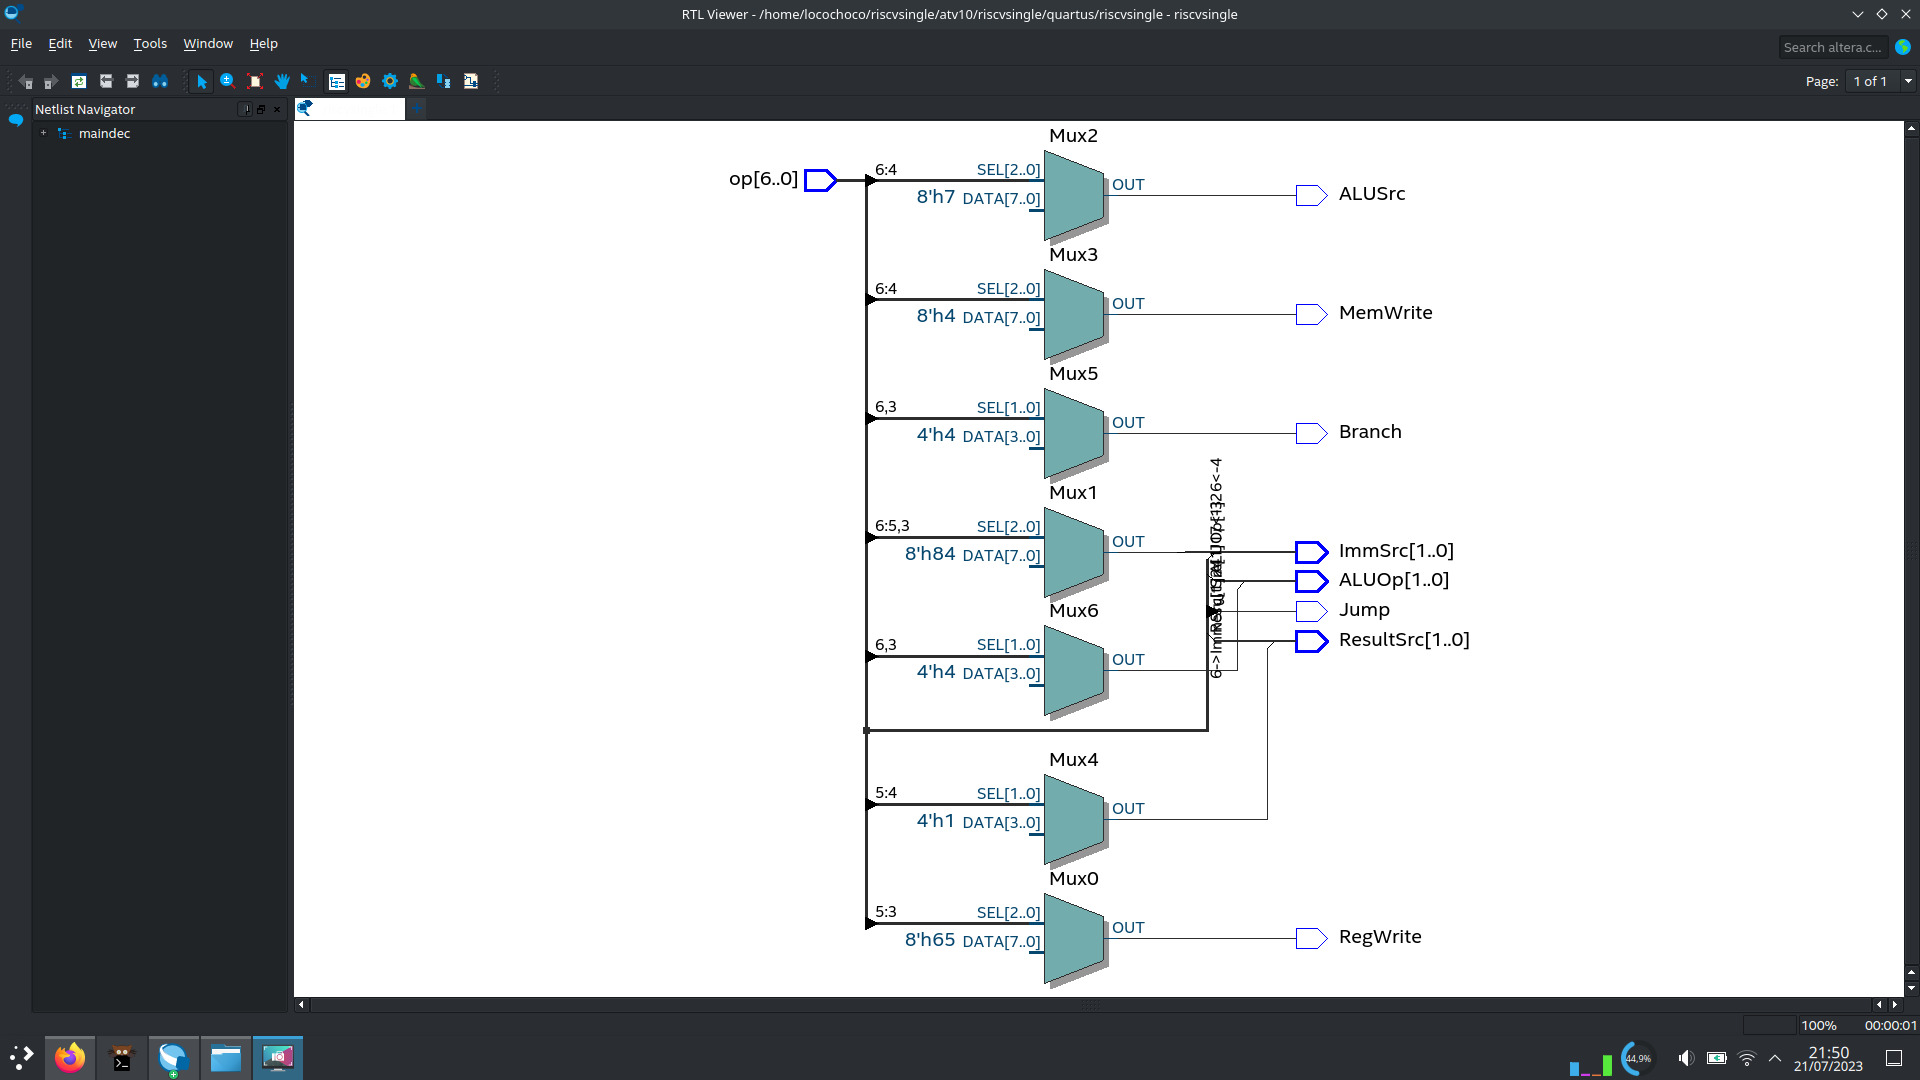 RTL Viewer - /home/locochoco/riscvsingle/atv10/riscvsingle/quartus/riscvsingle - riscvsingle
File Edit View Tools Window Help
Search altera.c...
Page: 1 of 1
Netlist Navigator
maindec
Mux2
op[6..0]
6:4 SEL[2..0]
8'h7 DATA[7..0]
OUT
ALUSrc
Mux3
6:4 SEL[2..0]
8'h4 DATA[7..0]
OUT
MemWrite
Mux5
6,3 SEL[1..0]
4'h4 DATA[3..0]
OUT
Branch
Mux1
6:5,3 SEL[2..0]
8'h84 DATA[7..0]
OUT
ImmSrc[1..0]
ALUOp[1..0]
Jump
ResultSrc[1..0]
Mux6
6,3 SEL[1..0]
4'h4 DATA[3..0]
OUT
Mux4
5:4 SEL[1..0]
4'h1 DATA[3..0]
OUT
Mux0
5:3 SEL[2..0]
8'h65 DATA[7..0]
OUT
RegWrite
100% 00:00:01
44,9%
21:50
21/07/2023